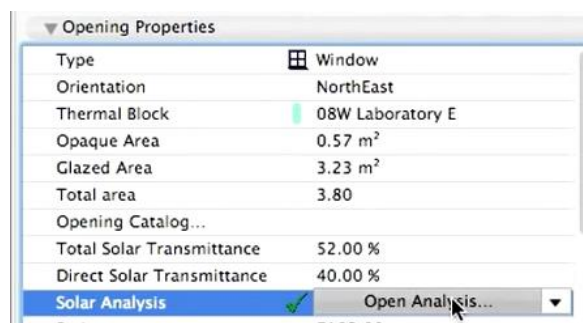 Opening Properties
Type Window
Orientation NorthEast
Thermal Block 08W Laboratory E
Opaque Area 0.57 m²
Glazed Area 3.23 m²
Total area 3.80
Opening Catalog...
Total Solar Transmittance 52.00 %
Direct Solar Transmittance 40.00 %
Solar Analysis Open Analysis...